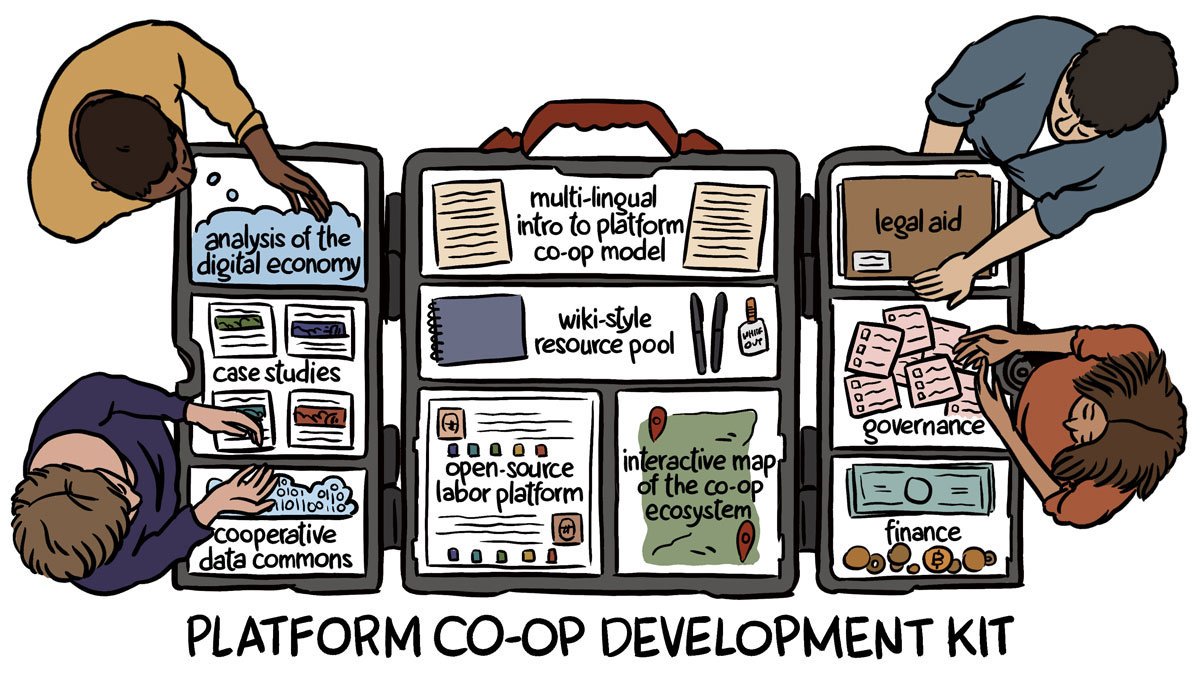 analysis of the
digital economy
case studies
cooperative
data commons
multi-lingual
intro to platform
co-op model
wiki-style
resource pool
WHITE
OUT
open-source
labor platform
interactive map
of the co-op
ecosystem
legal aid
governance
finance
₿
PLATFORM CO-OP DEVELOPMENT KIT